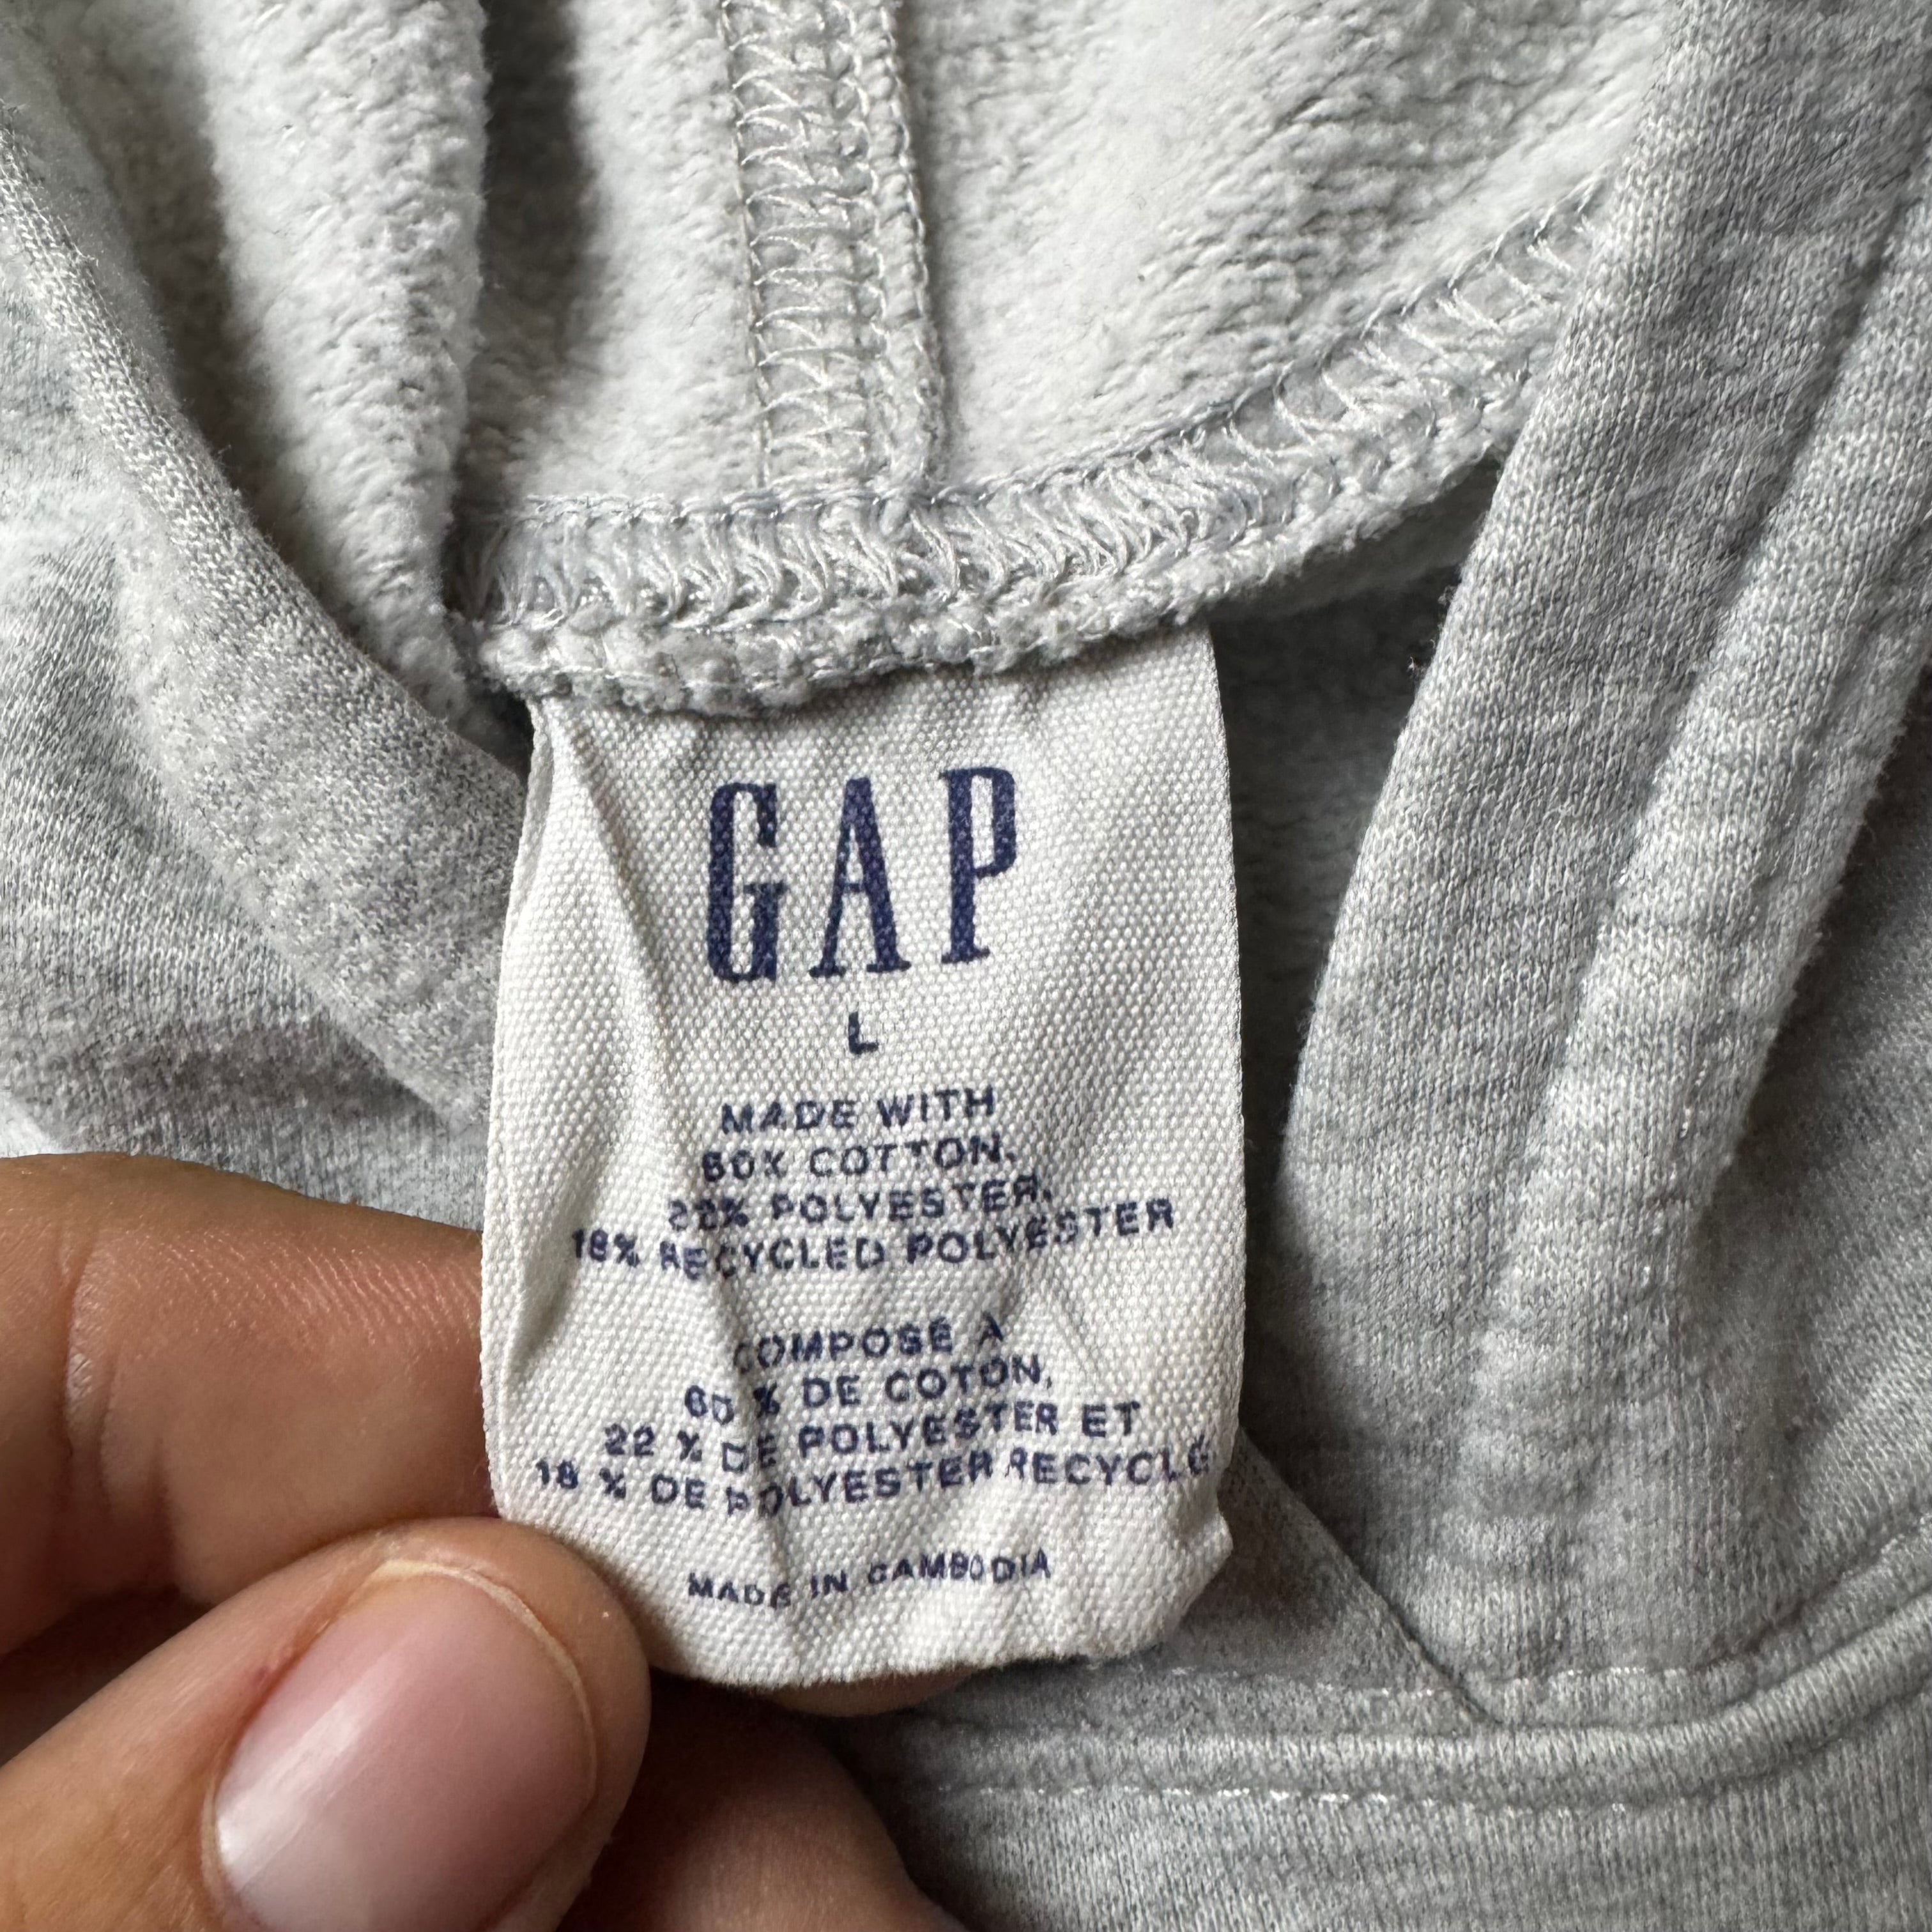 GAP
L
MADE WITH
60% COTTON,
22% POLYESTER,
18% RECYCLED POLYESTER
COMPOSÉ À
60 % DE COTON,
22 % DE POLYESTER ET
18 % DE POLYESTER RECYCLÉ
MADE IN CAMBODIA